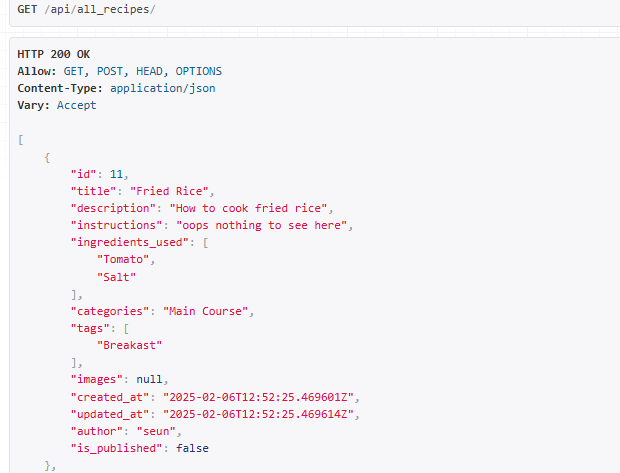 GET /api/all_recipes/
HTTP 200 OK
Allow: GET, POST, HEAD, OPTIONS
Content-Type: application/json
Vary: Accept
[
    {
        "id": 11,
        "title": "Fried Rice",
        "description": "How to cook fried rice",
        "instructions": "oops nothing to see here",
        "ingredients_used": [
            "Tomato",
            "Salt"
        ],
        "categories": "Main Course",
        "tags": [
            "Breakast"
        ],
        "images": null,
        "created_at": "2025-02-06T12:52:25.469601Z",
        "updated_at": "2025-02-06T12:52:25.469614Z",
        "author": "seun",
        "is_published": false
    },